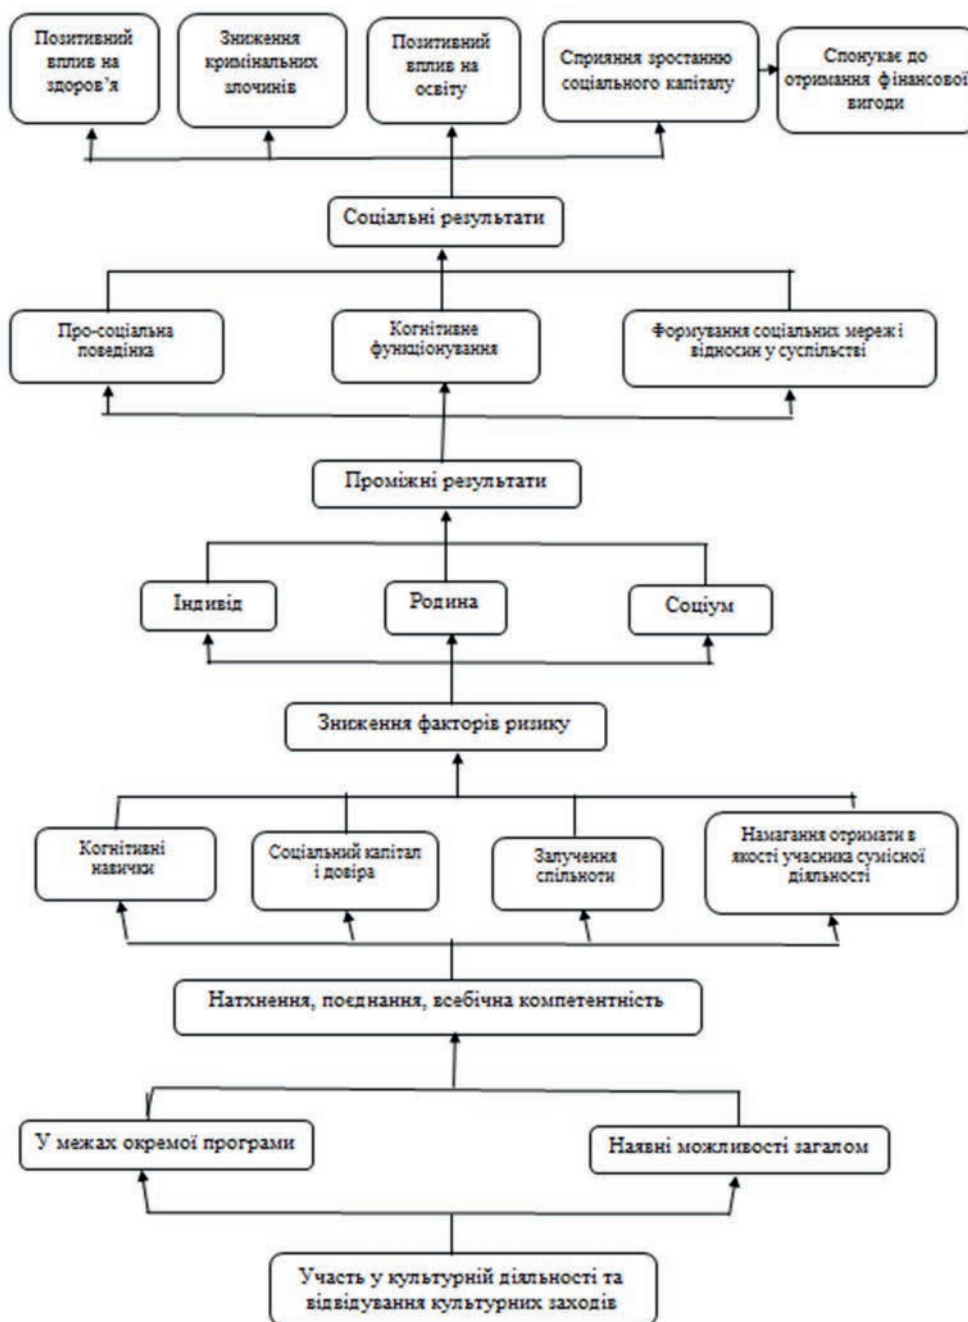 Позитивний
вплив на
здоров’я
Зниження
кримінальних
злочинів
Позитивний
вплив на
освіту
Сприяння зростанню
соціального капіталу
Спонукає до
отримання фінансової
вигоди
Соціальні результати
Про-соціальна
поведінка
Когнітивне
функціонування
Формування соціальних мереж і
відносин у суспільстві
Проміжні результати
Індивід
Родина
Соціум
Зниження факторів ризику
Когнітивні
навички
Соціальний капітал
і довіра
Залучення
спільноти
Намагання отримати в
якості учасника сумісної
діяльності
Натхнення, поєднання, всебічна компетентність
У межах окремої програми
Наявні можливості загалом
Участь у культурній діяльності та
відвідування культурних заходів